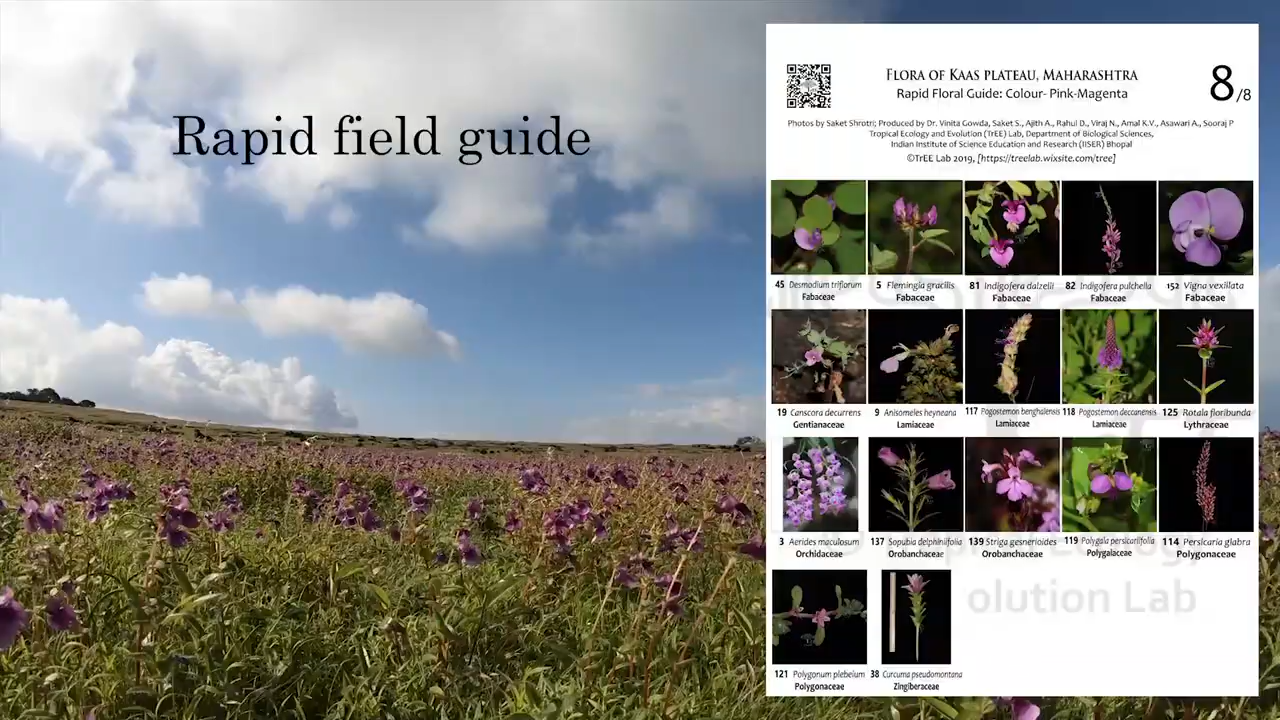 Rapid field guide
FLORA OF KAAS PLATEAU, MAHARASHTRA
Rapid Floral Guide: Colour- Pink-Magenta
8/8
Photos by Saket Shrotri; Produced by Dr. Vinita Gowda, Saket S., Ajith A., Rahul D., Viraj N., Amal K.V., Asawari A., Sooraj P
Tropical Ecology and Evolution (TrEE) Lab, Department of Biological Sciences,
Indian Institute of Science Education and Research (IISER) Bhopal
©TrEE Lab 2019, [https://treelab.wixsite.com/tree]
45 Desmodium triflorum
Fabaceae
5 Flemingia gracilis
Fabaceae
81 Indigofera dalzelii
Fabaceae
82 Indigofera pulchella
Fabaceae
152 Vigna vexillata
Fabaceae
19 Canscora decurrens
Gentianaceae
9 Anisomeles heyneana
Lamiaceae
117 Pogostemon benghalensis
Lamiaceae
118 Pogostemon deccanensis
Lamiaceae
125 Rotala floribunda
Lythraceae
3 Aerides maculosum
Orchidaceae
137 Sopubia delphiniifolia
Orobanchaceae
139 Striga gesnerioides
Orobanchaceae
119 Polygala persicariifolia
Polygalaceae
114 Persicaria glabra
Polygonaceae
olution Lab
121 Polygonum plebeium
Polygonaceae
38 Curcuma pseudomontana
Zingiberaceae